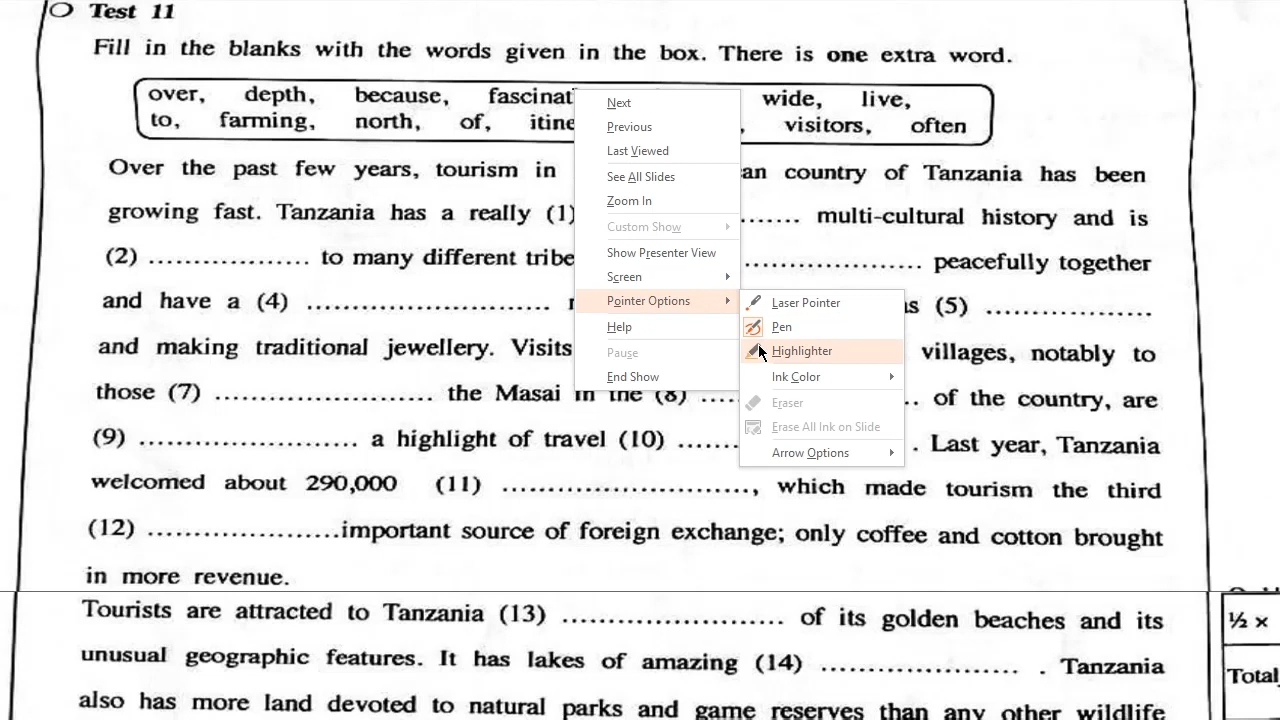 Test 11
Fill in the blanks with the words given in the box. There is one extra word.
over, depth, because, wide, live,
to, farming, north, of, visitors, often
Over the past few years, tourism in country of Tanzania has been
growing fast. Tanzania has a really (1) .... multi-cultural history and is
(2) ................. to many different tribe .................. peacefully together
and have a (4) ......................... (5) ...............
and making traditional jewellery. Visits villages, notably to
those (7) ....................... the Masai in the (8) .... of the country, are
(9) ....................... a highlight of travel (10) ....... . Last year, Tanzania
welcomed about 290,000 (11) .........................., which made tourism the third
(12) .....................important source of foreign exchange; only coffee and cotton brought
in more revenue.
Tourists are attracted to Tanzania (13) ....................... of its golden beaches and its
unusual geographic features. It has lakes of amazing (14) ..................... . Tanzania
also has more land devoted to natural parks and game reserves than any other wildlife
½ ×
Total
Next
Previous
Last Viewed
See All Slides
Zoom In
Custom Show
Show Presenter View
Screen
Pointer Options
Help
Pause
End Show
Laser Pointer
Pen
Highlighter
Ink Color
Eraser
Erase All Ink on Slide
Arrow Options